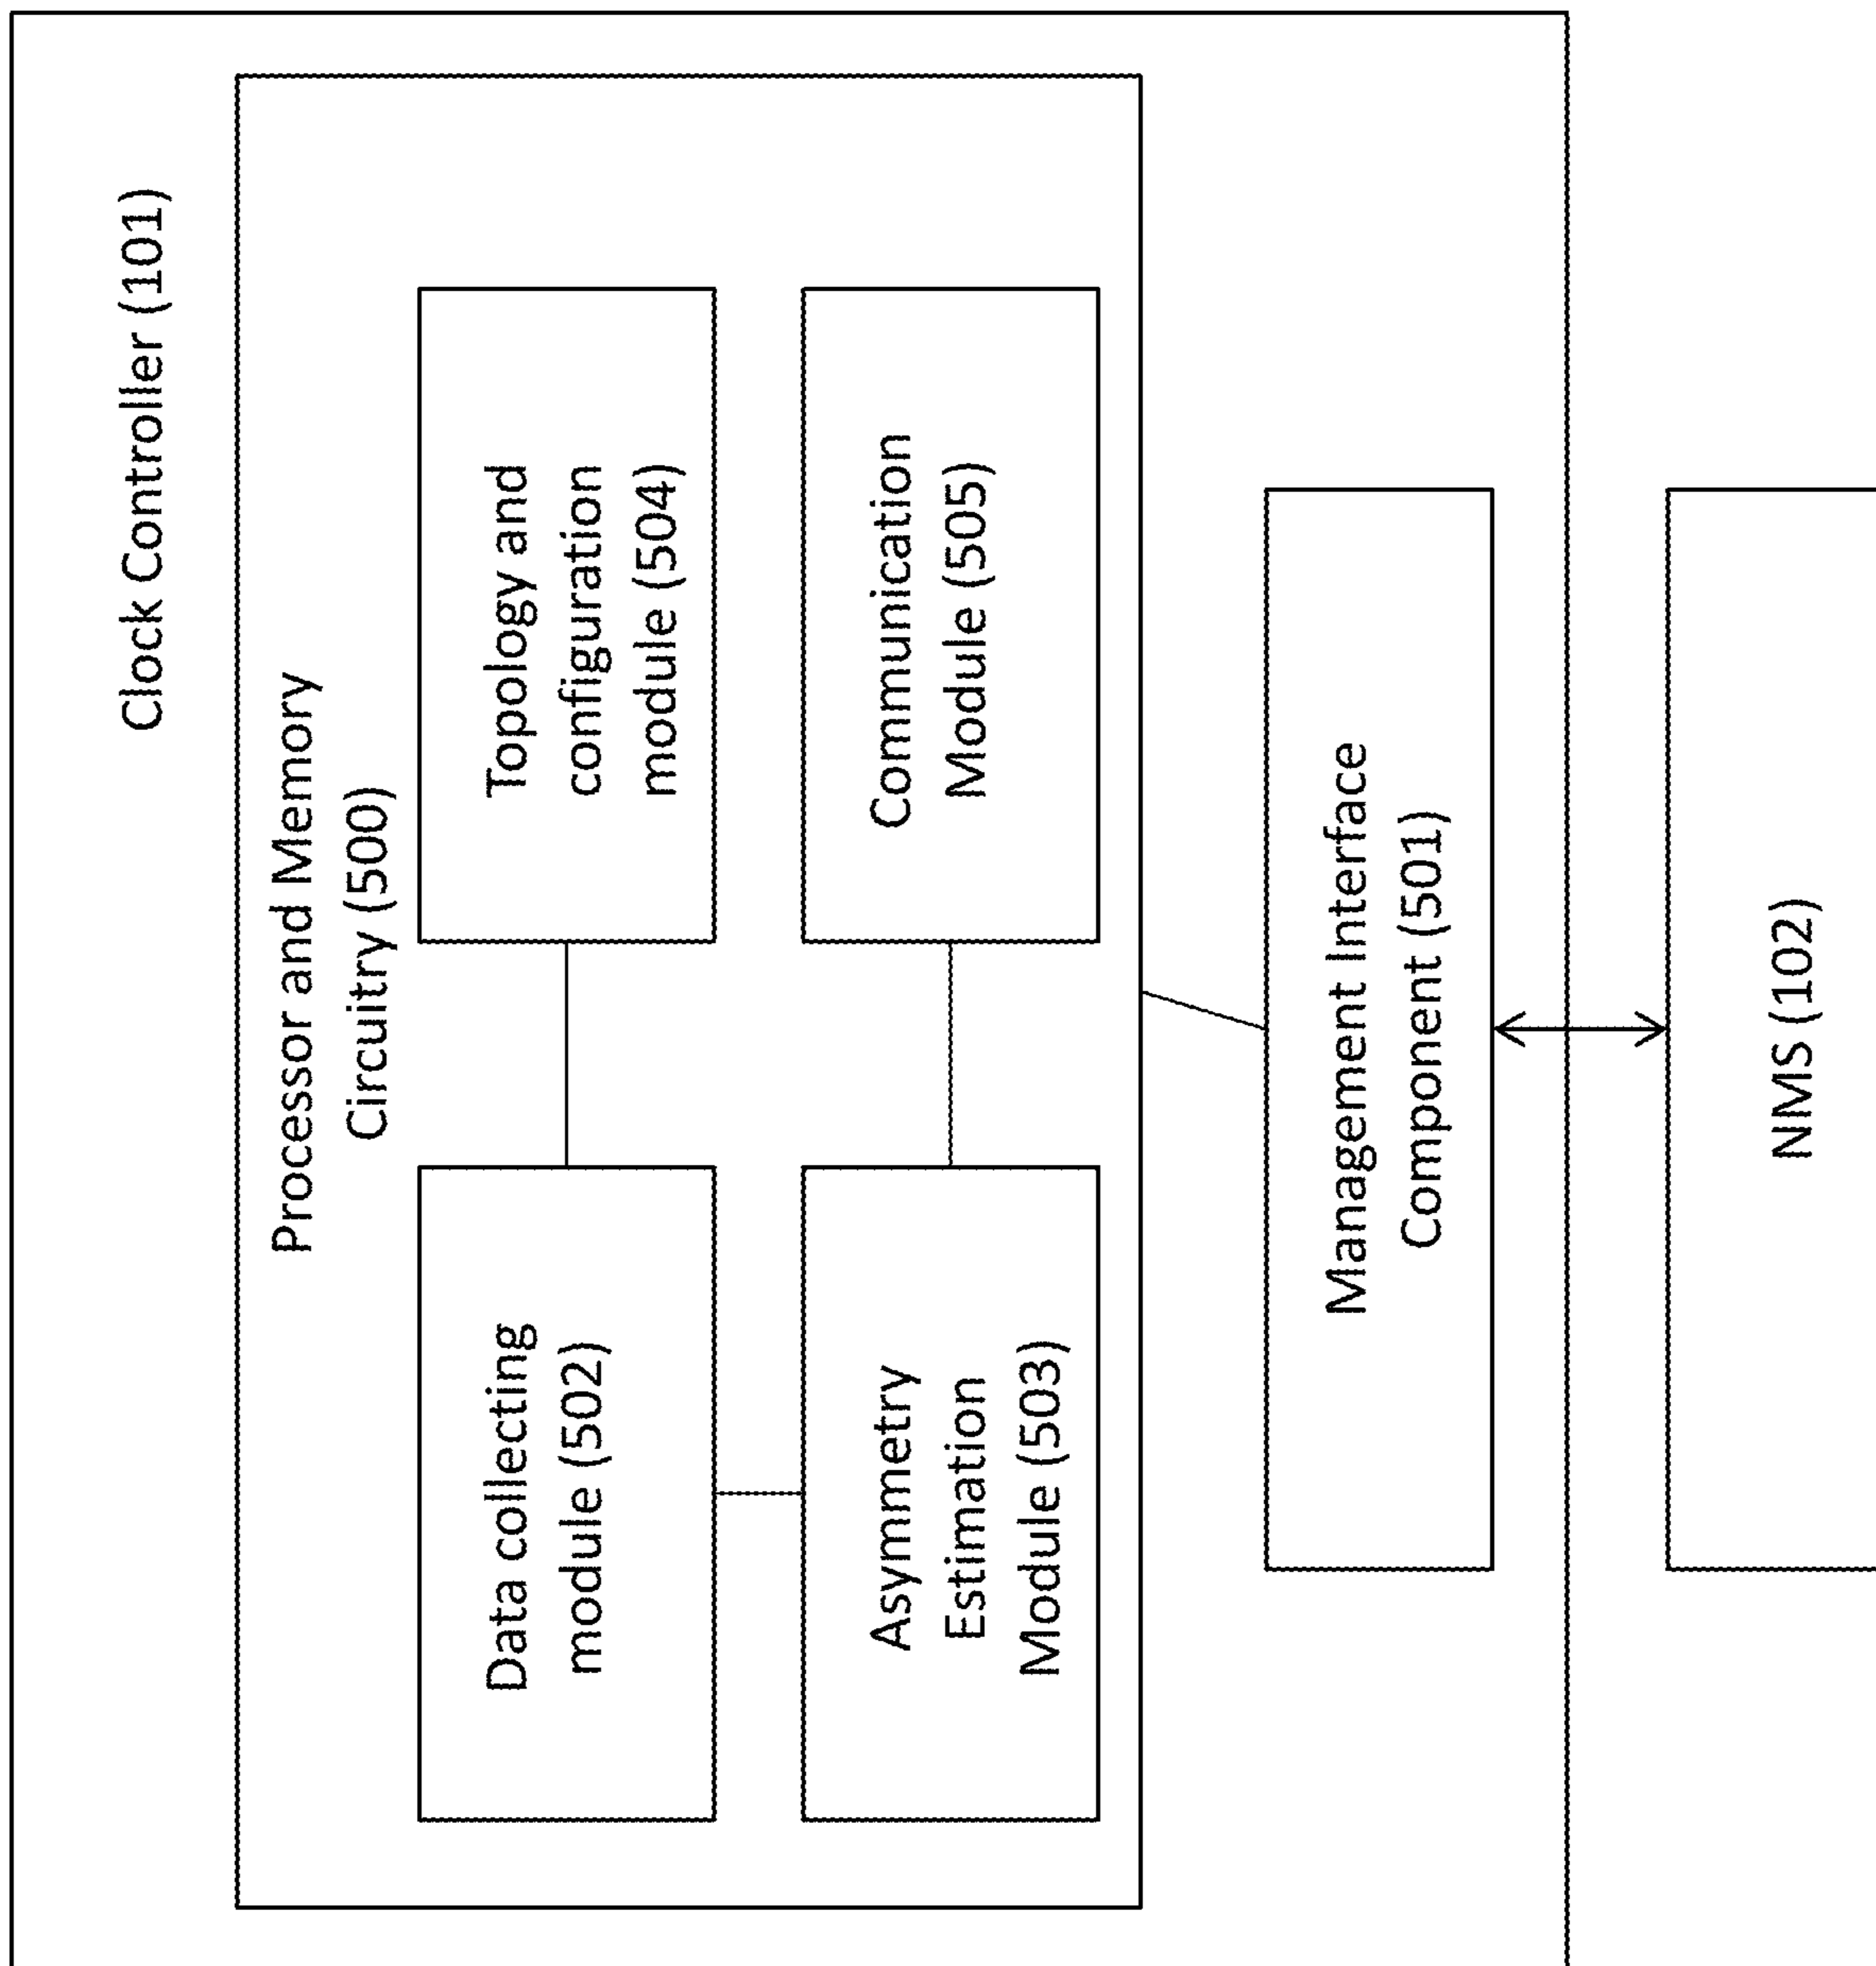 Clock Controller (101)
Processor and Memory
Circuitry (500)
Data collecting
module (502)
Topology and
configuration
module (504)
Asymmetry
Estimation
Module (503)
Communication
Module (505)
Management Interface
Component (501)
NMS (102)